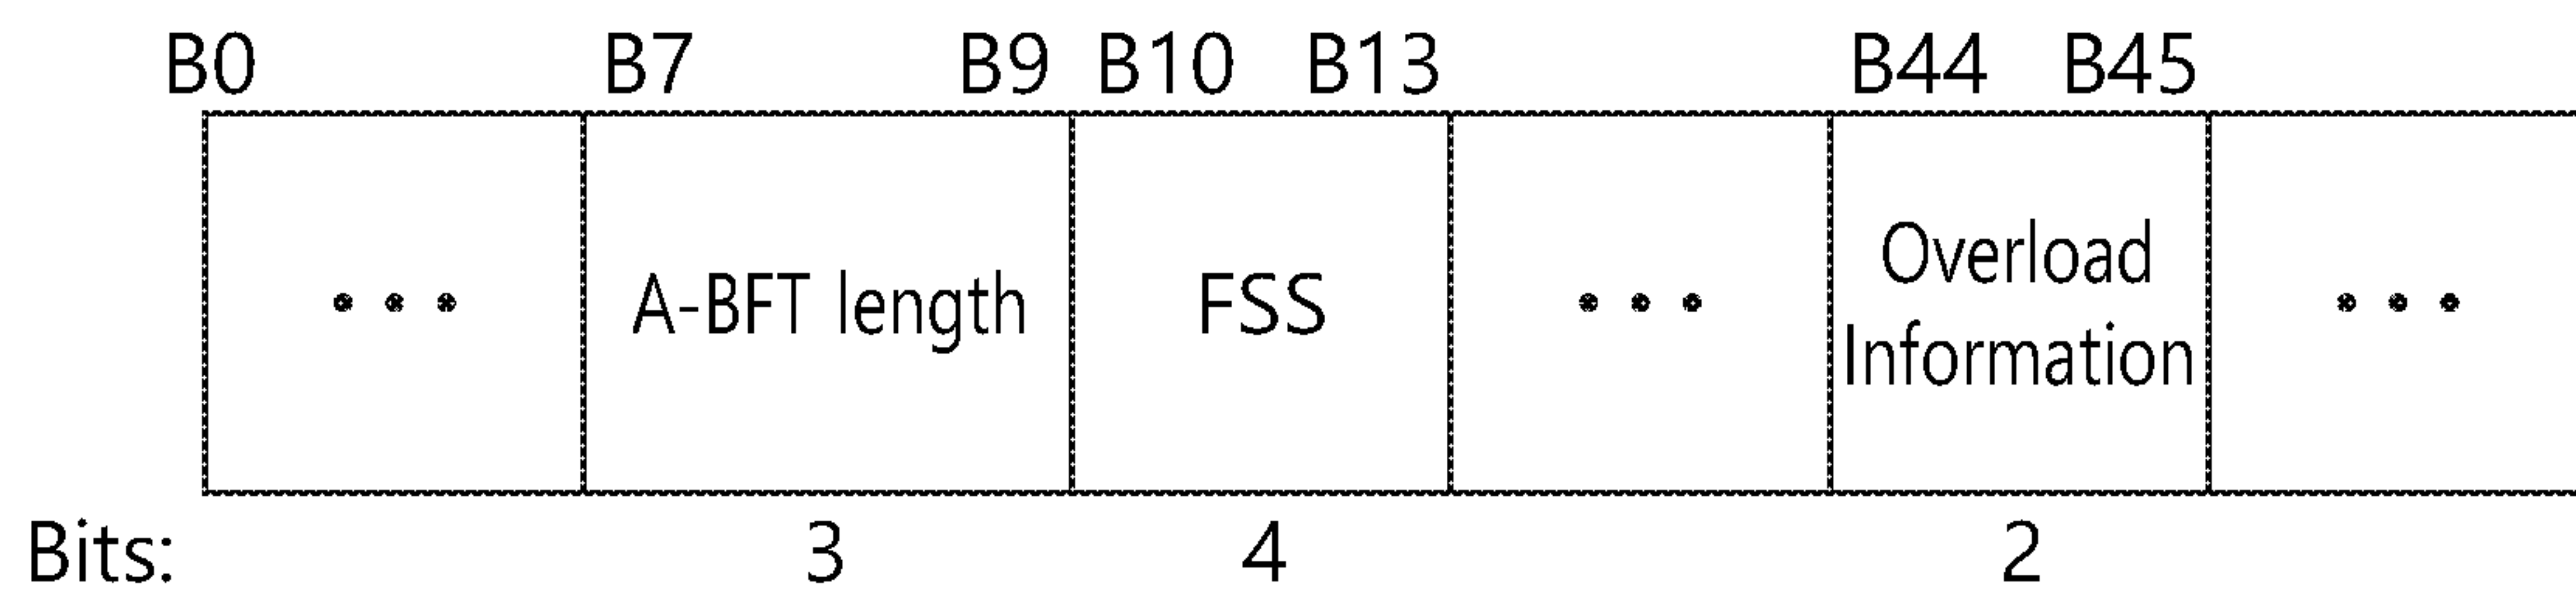 B0 B7 B9 B10 B13 B44 B45
• • • A-BFT length FSS • • • Overload • • •
Information
Bits: 3 4 2